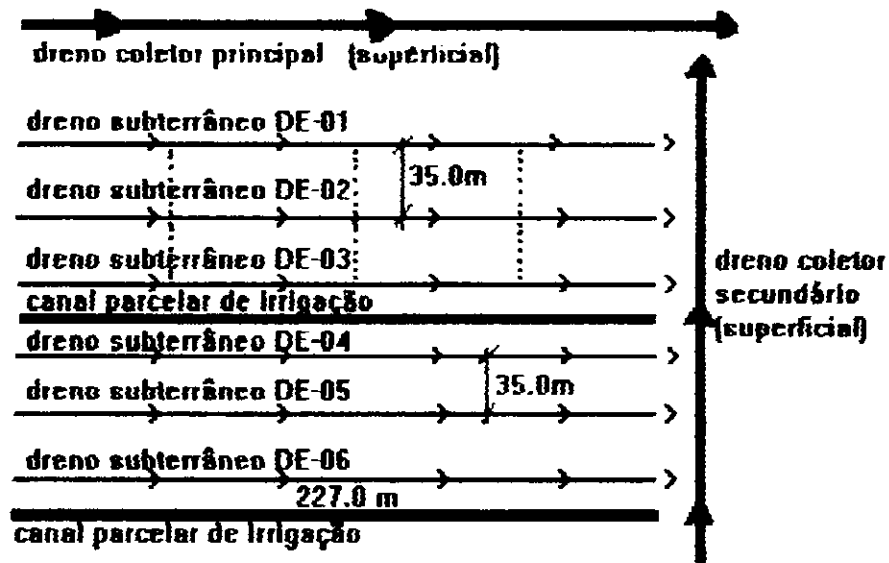 dreno coletor principal (superficial)
dreno subterrâneo DE-01
35.0m
dreno subterrâneo DE-02
dreno subterrâneo DE-03
canal parcelar de Irrigação
dreno coletor
secundário
(superficial)
dreno subterrâneo DE-04
35.0m
dreno subterrâneo DE-05
dreno subterrâneo DE-06
227.0 m
canal parcelar de Irrigação